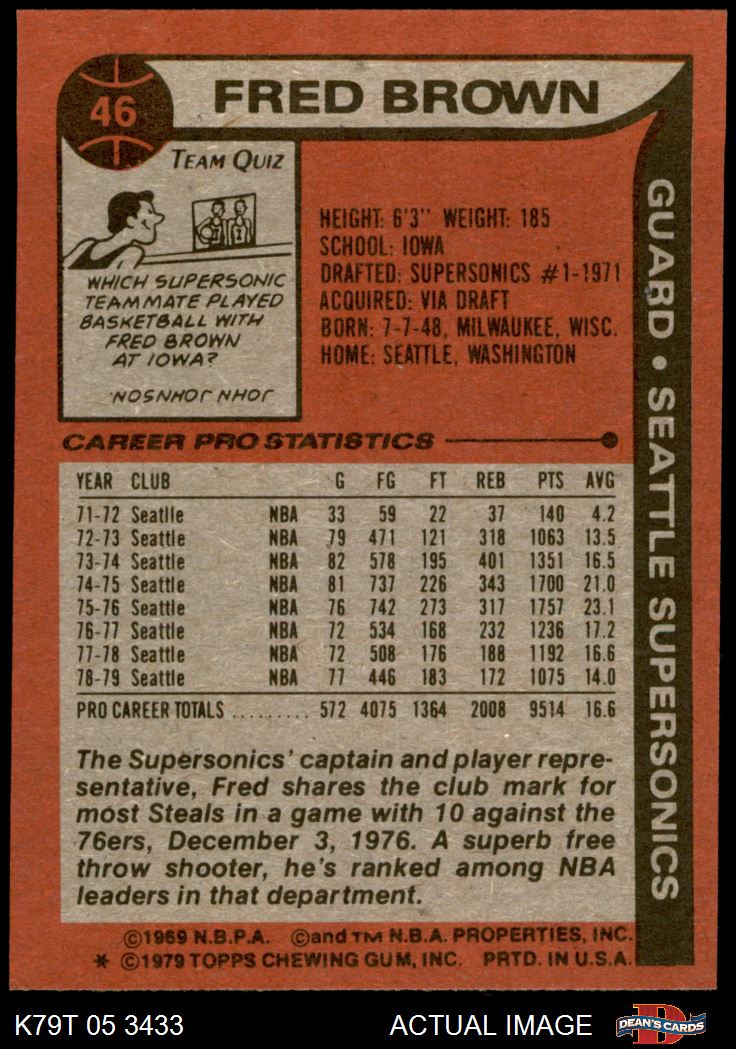 46
FRED BROWN
TEAM QUIZ
WHICH SUPERSONIC
TEAMMATE PLAYED
BASKETBALL WITH
FRED BROWN
AT IOWA?
JOHN JOHNSON
HEIGHT: 6'3" WEIGHT: 185
SCHOOL: IOWA
DRAFTED: SUPERSONICS #1-1971
ACQUIRED: VIA DRAFT
BORN: 7-7-48, MILWAUKEE, WISC.
HOME: SEATTLE, WASHINGTON
GUARD • SEATTLE SUPERSONICS
CAREER PRO STATISTICS
YEAR CLUB G FG FT REB PTS AVG
71-72 Seattle NBA 33 59 22 37 140 4.2
72-73 Seattle NBA 79 471 121 318 1063 13.5
73-74 Seattle NBA 82 578 195 401 1351 16.5
74-75 Seattle NBA 81 737 226 343 1700 21.0
75-76 Seattle NBA 76 742 273 317 1757 23.1
76-77 Seattle NBA 72 534 168 232 1236 17.2
77-78 Seattle NBA 72 508 176 188 1192 16.6
78-79 Seattle NBA 77 446 183 172 1075 14.0
PRO CAREER TOTALS ......... 572 4075 1364 2008 9514 16.6
The Supersonics' captain and player repre-
sentative, Fred shares the club mark for
most Steals in a game with 10 against the
76ers, December 3, 1976. A superb free
throw shooter, he's ranked among NBA
leaders in that department.
©1969 N.B.P.A. ©and TM N.B.A. PROPERTIES, INC.
* ©1979 TOPPS CHEWING GUM, INC. PRTD. IN U.S.A.
K79T 05 3433 ACTUAL IMAGE
D
DEAN'S CARDS